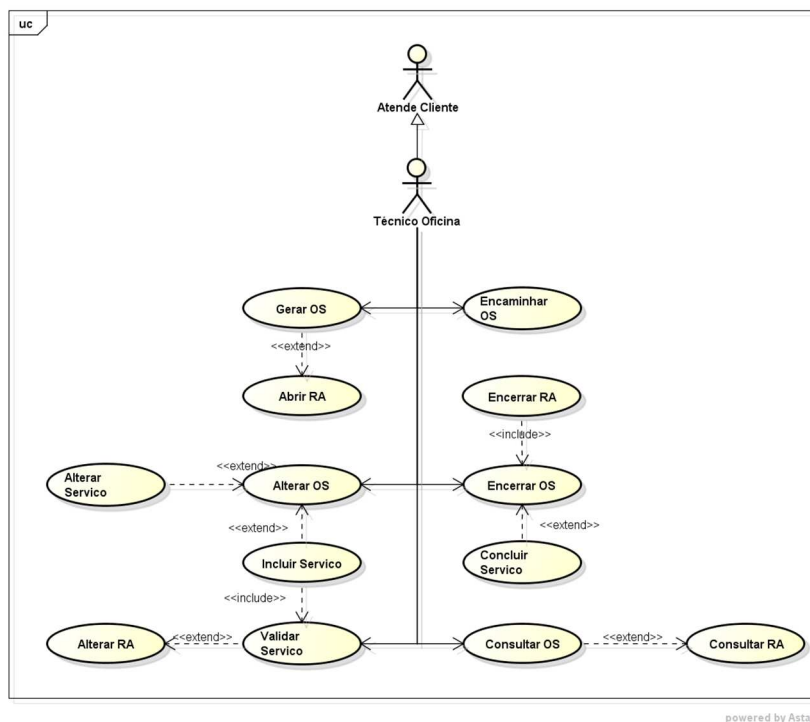 uc
Atende Cliente
Técnico Oficina
Gerar OS
Encaminhar
OS
<<extend>>
Abrir RA
Encerrar RA
<<include>>
Alterar
Servico
<<extend>>
Alterar OS
Encerrar OS
<<extend>>
<<extend>>
Incluir Servico
Concluir
Servico
<<include>>
Alterar RA
<<extend>>
Validar
Servico
Consultar OS
<<extend>>
Consultar RA
powered by Asta